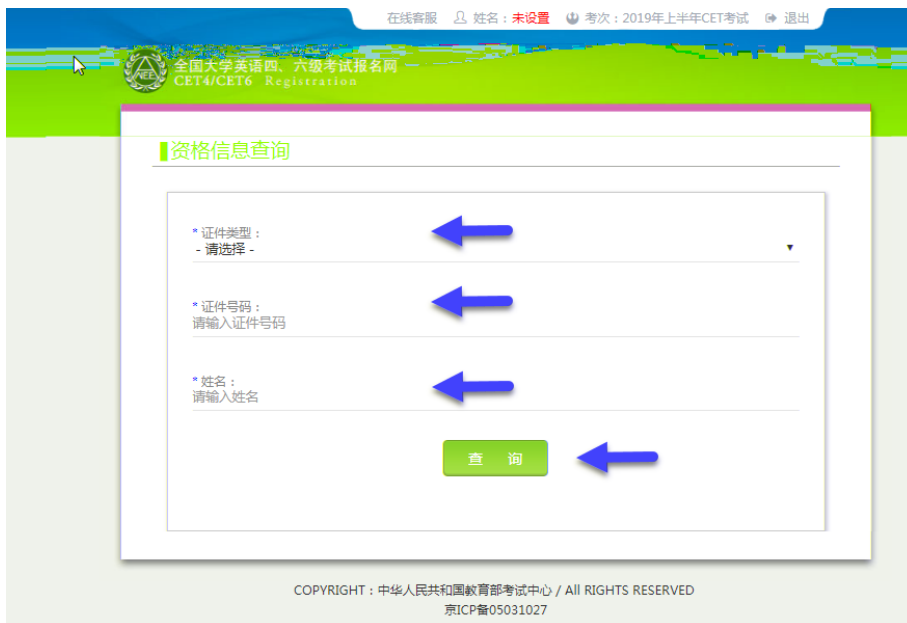 在线客服 姓名：未设置 考次：2019年上半年CET考试 退出
NEE
全国大学英语四、六级考试报名网
CET4/CET6 Registration
资格信息查询
* 证件类型：
- 请选择 -
* 证件号码：
请输入证件号码
* 姓名：
请输入姓名
查 询
COPYRIGHT：中华人民共和国教育部考试中心 / All RIGHTS RESERVED
京ICP备05031027